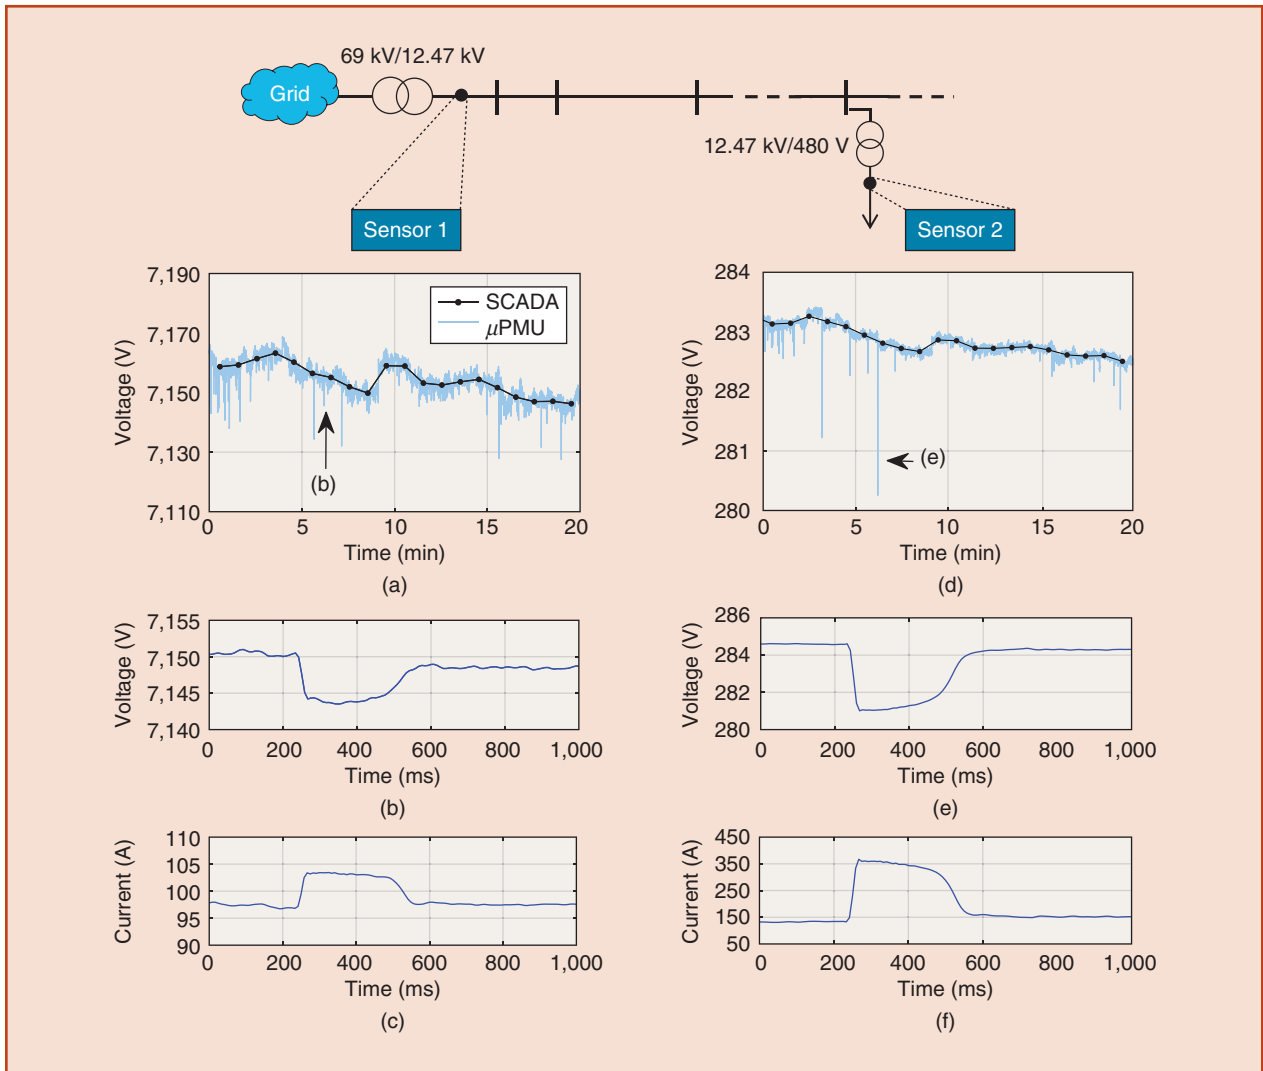 69 kV/12.47 kV
Grid
12.47 kV/480 V
Sensor 1
Sensor 2
7,190
7,170
7,150
7,130
7,110
Voltage (V)
SCADA
μPMU
(b)
0 5 10 15 20
Time (min)
(a)
284
283
282
281
280
Voltage (V)
(e)
0 5 10 15 20
Time (min)
(d)
7,155
7,150
7,145
7,140
Voltage (V)
0 200 400 600 800 1,000
Time (ms)
(b)
286
284
282
280
Voltage (V)
0 200 400 600 800 1,000
Time (ms)
(e)
110
105
100
95
90
Current (A)
0 200 400 600 800 1,000
Time (ms)
(c)
450
350
250
150
50
Current (A)
0 200 400 600 800 1,000
Time (ms)
(f)